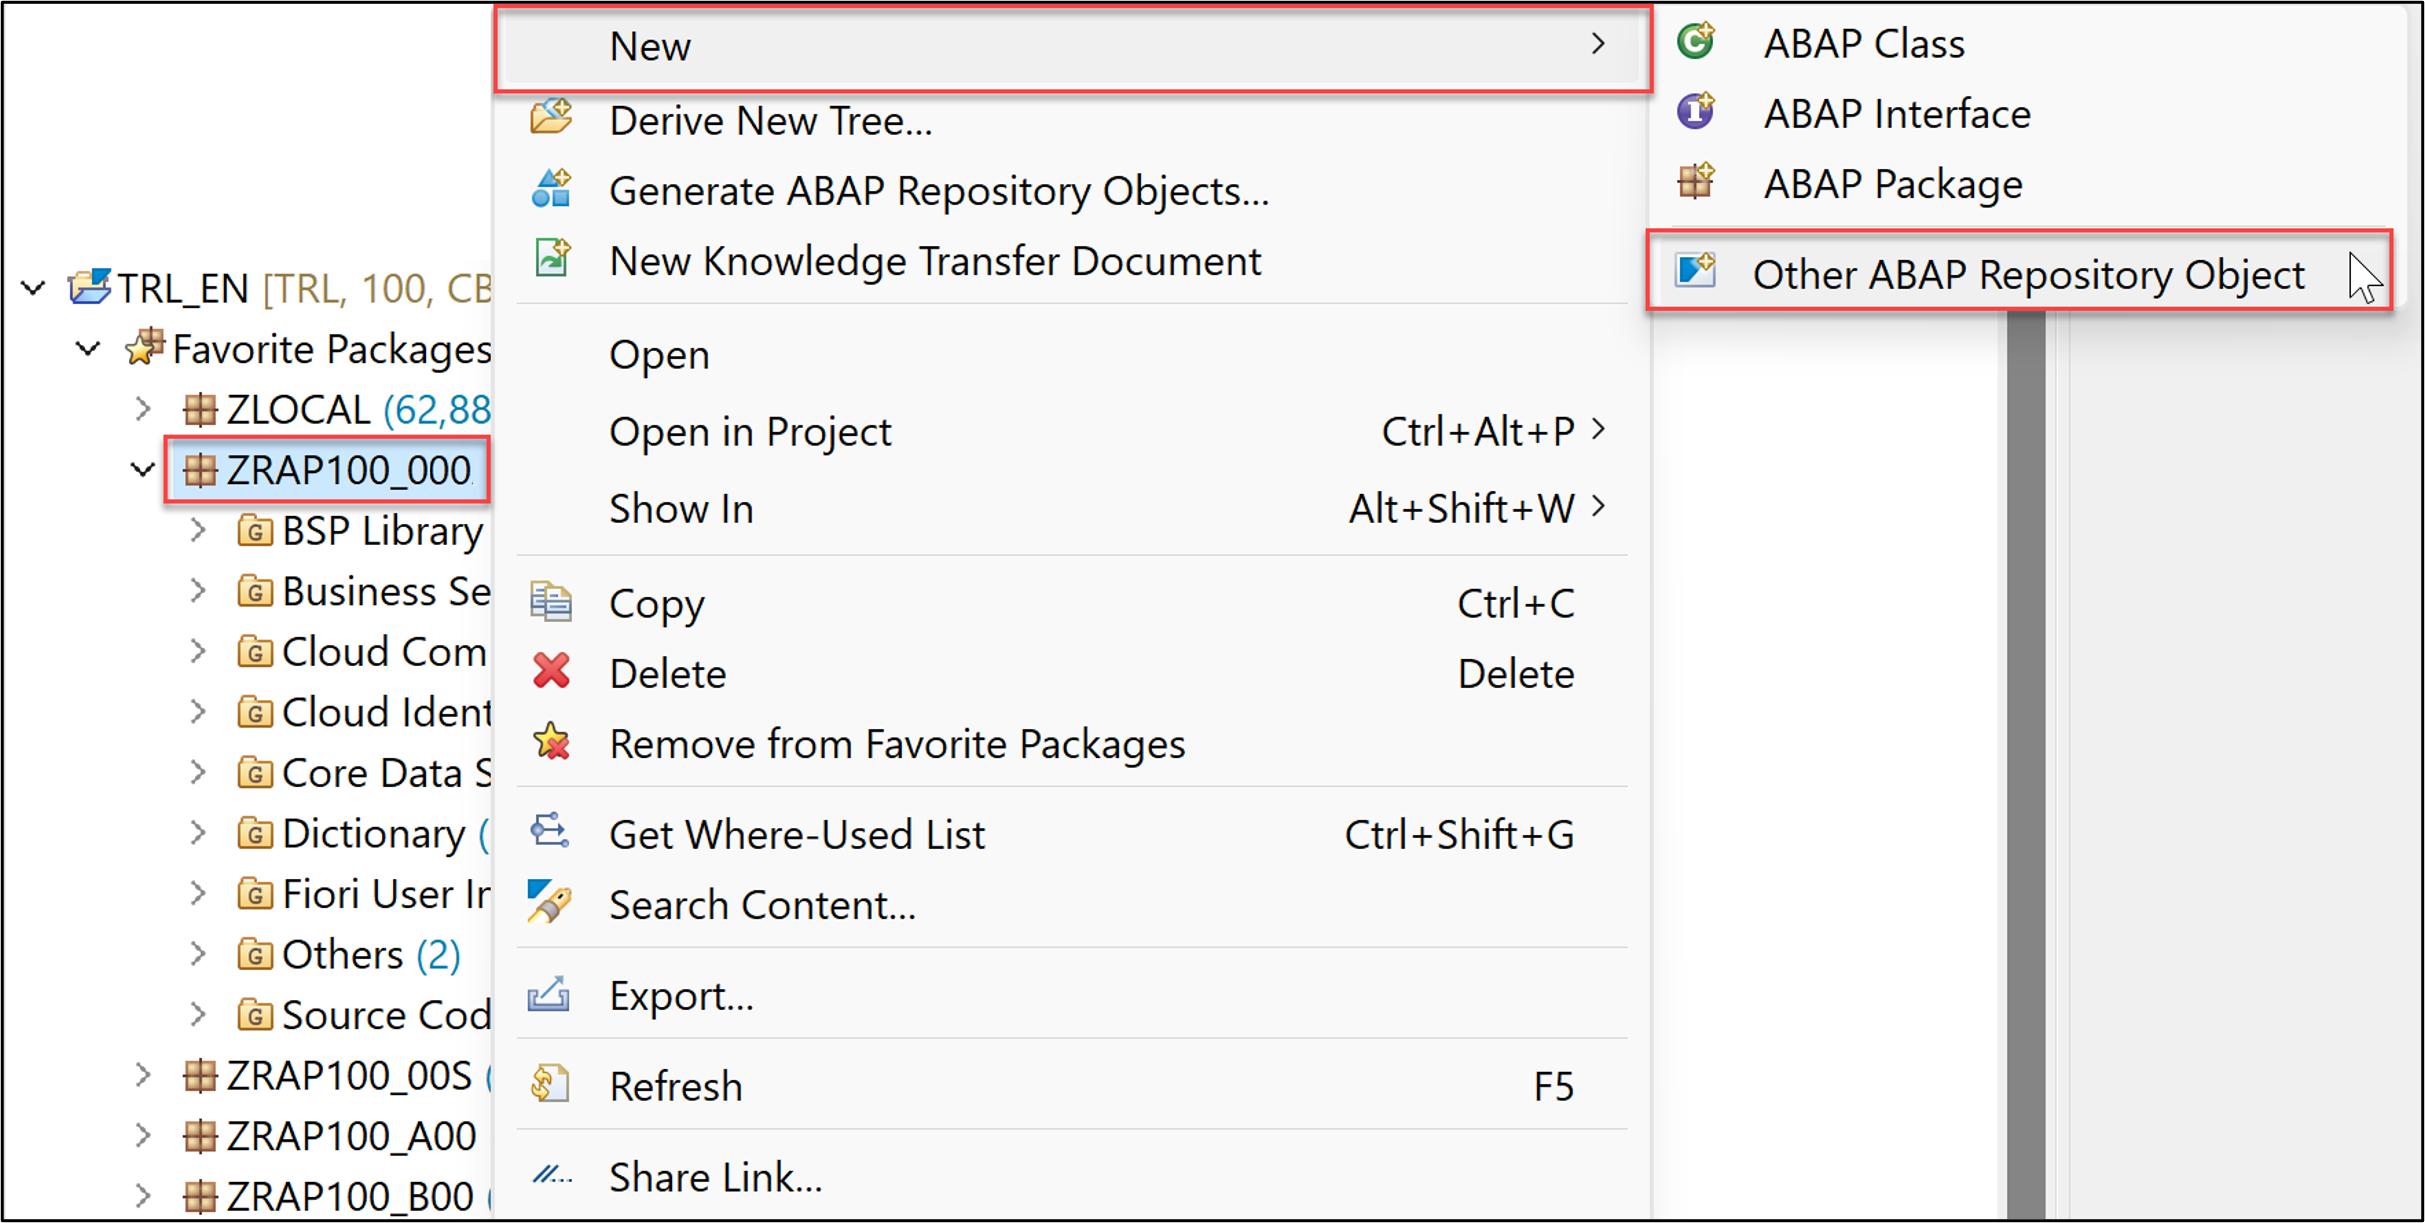 TRL_EN [TRL, 100, CB
Favorite Packages
ZLOCAL (62,88
ZRAP100_000
BSP Library
Business Se
Cloud Com
Cloud Ident
Core Data S
Dictionary (
Fiori User In
Others (2)
Source Cod
ZRAP100_00S (
ZRAP100_A00
ZRAP100_B00 (
New
Derive New Tree...
Generate ABAP Repository Objects...
New Knowledge Transfer Document
Open
Open in Project Ctrl+Alt+P
Show In Alt+Shift+W
Copy Ctrl+C
Delete Delete
Remove from Favorite Packages
Get Where-Used List Ctrl+Shift+G
Search Content...
Export...
Refresh F5
Share Link...
ABAP Class
ABAP Interface
ABAP Package
Other ABAP Repository Object